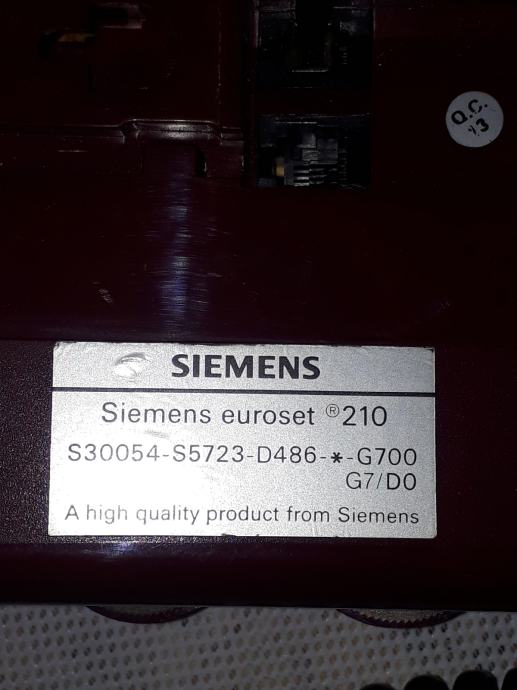 Q.C.
13
SIEMENS
Siemens euroset ®210
S30054-S5723-D486-*-G700
G7/D0
A high quality product from Siemens